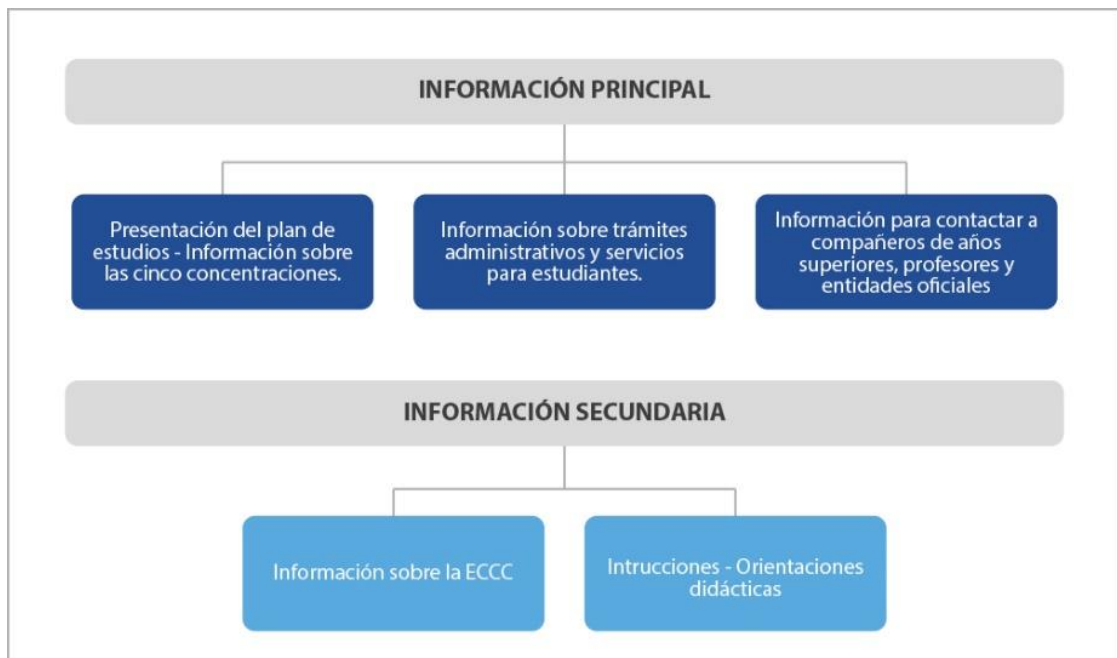 INFORMACIÓN PRINCIPAL
Presentación del plan de
estudios - Información sobre
las cinco concentraciones.
Información sobre trámites
administrativos y servicios
para estudiantes.
Información para contactar a
compañeros de años
superiores, profesores y
entidades oficiales
INFORMACIÓN SECUNDARIA
Información sobre la ECCC
Intrucciones - Orientaciones
didácticas